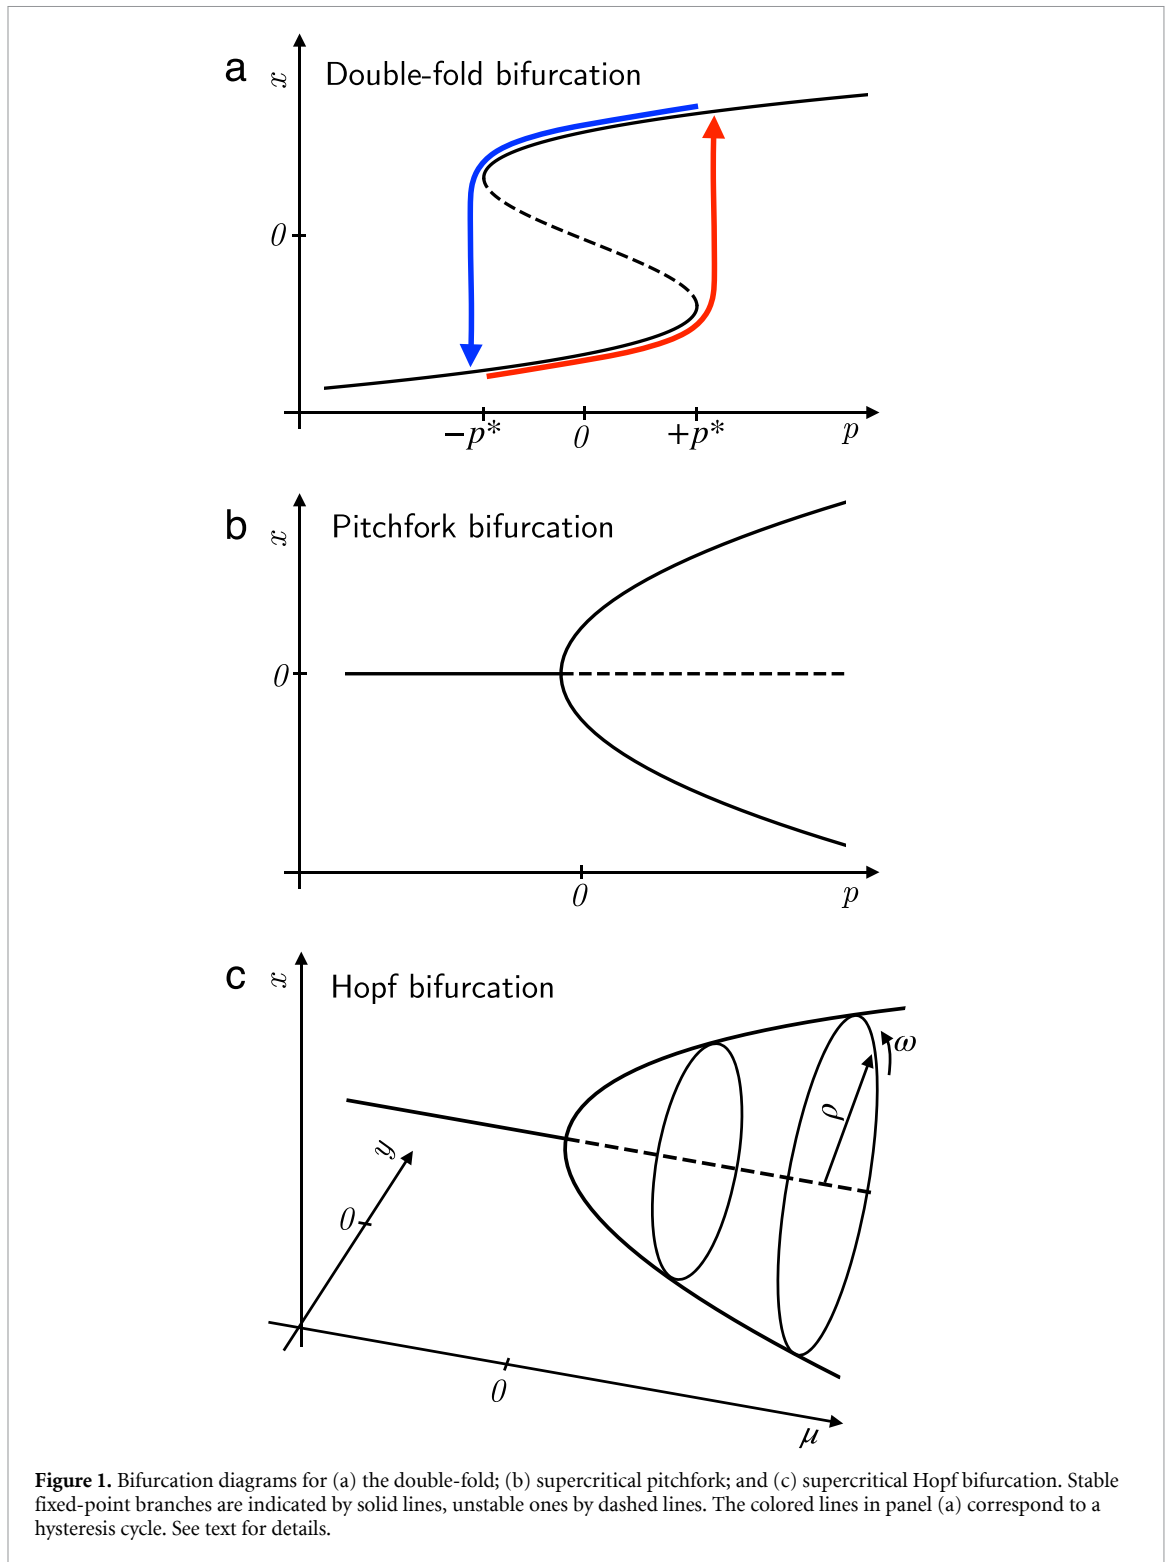 a
x
Double-fold bifurcation
0
−p*
0
+p*
p
b
x
Pitchfork bifurcation
0
0
p
c
x
Hopf bifurcation
ω
ρ
y
0
0
μ
Figure 1. Bifurcation diagrams for (a) the double-fold; (b) supercritical pitchfork; and (c) supercritical Hopf bifurcation. Stable
fixed-point branches are indicated by solid lines, unstable ones by dashed lines. The colored lines in panel (a) correspond to a
hysteresis cycle. See text for details.